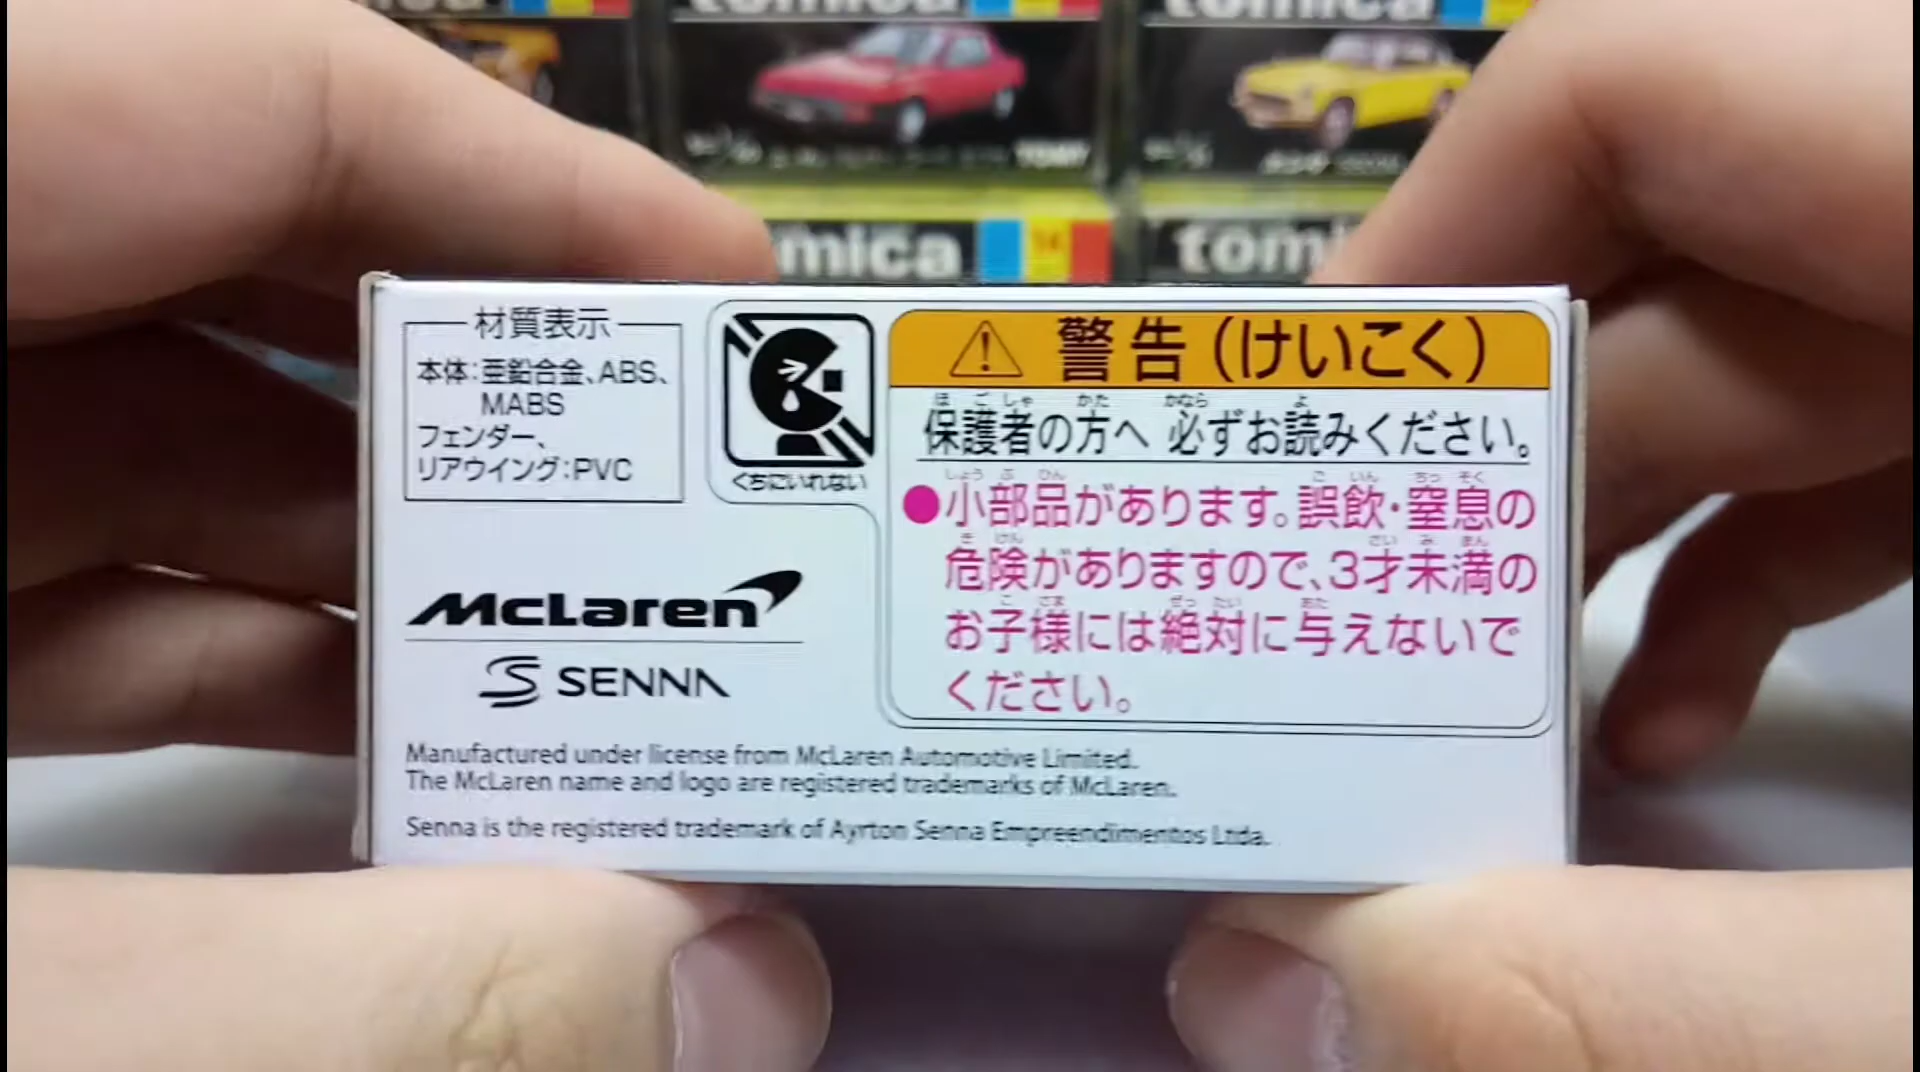 tomica
tomica
TOMY
tomica
14
tomi
材質表示
本体:亜鉛合金、ABS、
MABS
フェンダー、
リアウイング:PVC
くちにいれない
警告(けいこく)
保護者の方へ 必ずお読みください。
●小部品があります。誤飲・窒息の
危険がありますので、3才未満の
お子様には絶対に与えないで
ください。
McLaren
SENNA
Manufactured under license from McLaren Automotive Limited.
The McLaren name and logo are registered trademarks of McLaren.
Senna is the registered trademark of Ayrton Senna Empreendimentos Ltda.